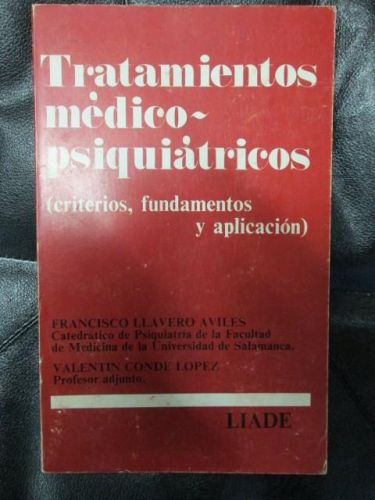 Tratamientos
médico-
psiquiátricos
(criterios, fundamentos
y aplicación)
FRANCISCO LLAVERO AVILES
Catedrático de Psiquiatría de la Facultad
de Medicina de la Universidad de Salamanca.
VALENTIN CONDE LOPEZ
Profesor adjunto.
LIADE